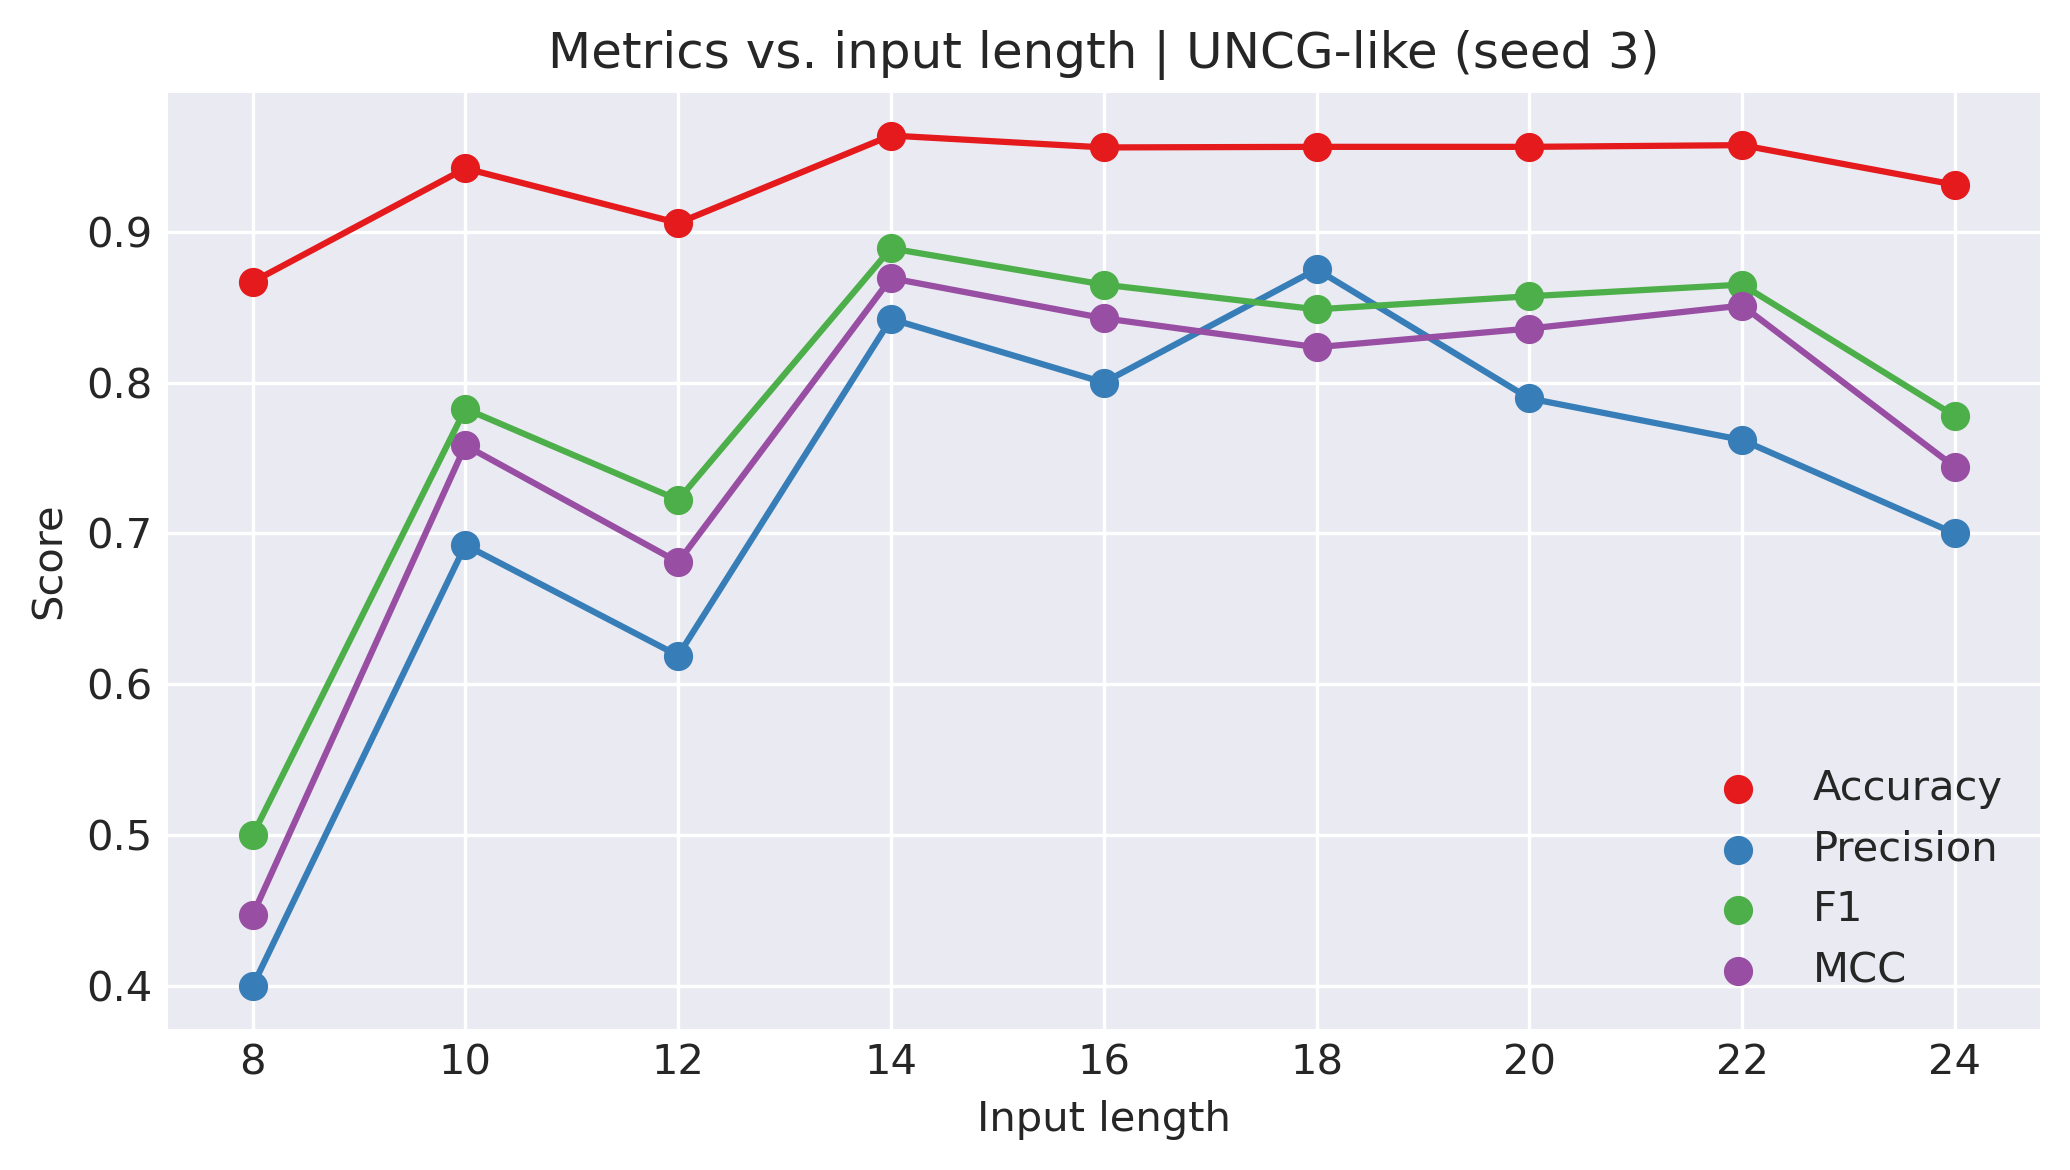 Metrics vs. input length | UNCG-like (seed 3)
Score
0.9
0.8
0.7
0.6
0.5
0.4
Accuracy
Precision
F1
MCC
8 10 12 14 16 18 20 22 24
Input length